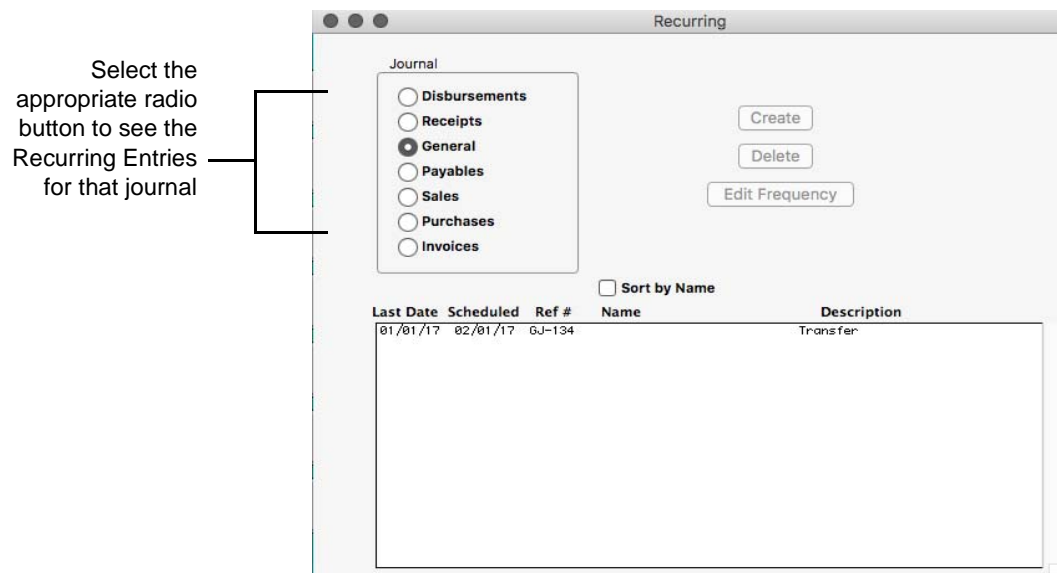 Recurring
Select the
appropriate radio
button to see the
Recurring Entries
for that journal
Journal
Disbursements
Receipts
General
Payables
Sales
Purchases
Invoices
Create
Delete
Edit Frequency
Sort by Name
Last Date Scheduled Ref # Name Description
01/01/17 02/01/17 GJ-134 Transfer